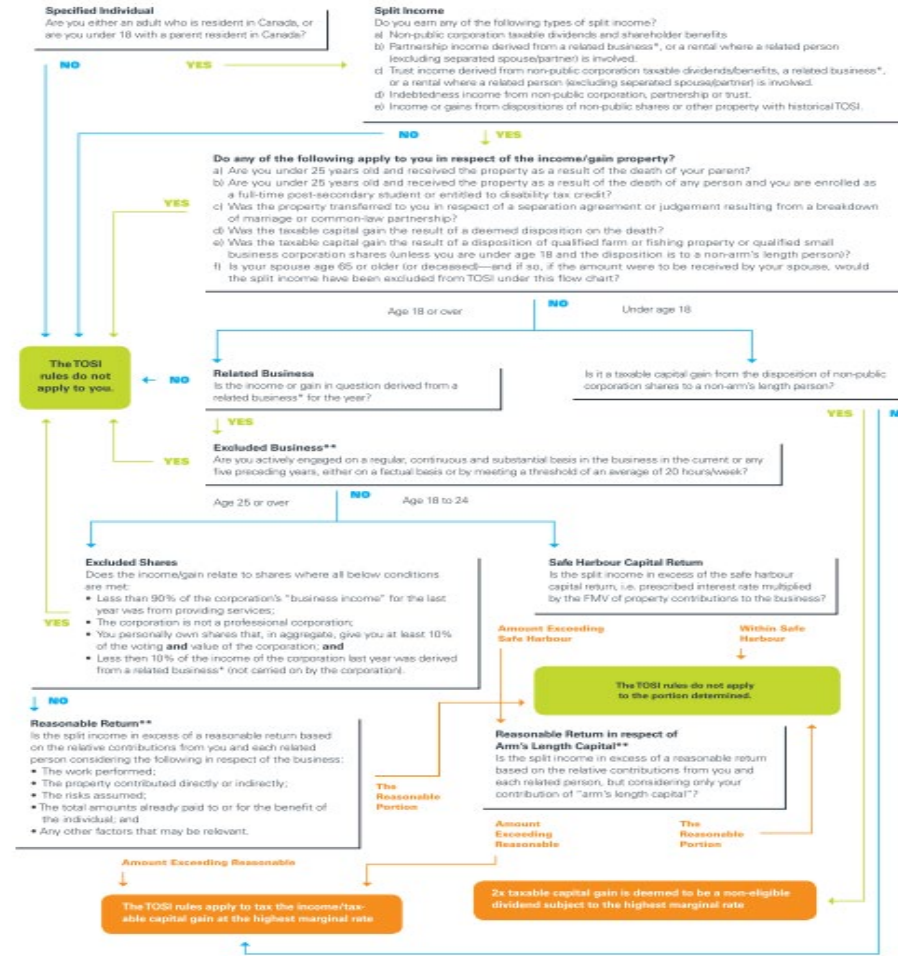 Specified Individual
Are you either an adult who is resident in Canada, or
are you under 18 with a parent resident in Canada?
Split Income
Do you earn any of the following types of split income?
a) Non-public corporation taxable dividends and shareholder benefits
b) Partnership income derived from a related business*, or a rental where a related person
(excluding separated spouse/partner) is involved.
c) Trust income derived from non-public corporation taxable dividends/benefits, a related business*,
or a rental where a related person (excluding seperated spouse/partner) is involved.
d) Indebtedness income from non-public corporation, partnership or trust.
e) Income or gains from dispositions of non-public shares or other property with historical TOSI.
NO
YES
NO
YES
Do any of the following apply to you in respect of the income/gain property?
a) Are you under 25 years old and received the property as a result of the death of your parent?
b) Are you under 25 years old and received the property as a result of the death of any person and you are enrolled as
a full-time post-secondary student or entitled to disability tax credit?
c) Was the property transferred to you in respect of a separation agreement or judgement resulting from a breakdown
of marriage or common-law partnership?
d) Was the taxable capital gain the result of a deemed disposition on the death?
e) Was the taxable capital gain the result of a disposition of qualified farm or fishing property or qualified small
business corporation shares (unless you are under age 18 and the disposition is to a non-arm's length person)?
f) Is your spouse age 65 or older (or deceased)—and if so, if the amount were to be received by your spouse, would
the split income have been excluded from TOSI under this flow chart?
YES
Age 18 or over
NO
Under age 18
The TOSI
rules do not
apply to you.
NO
Related Business
Is the income or gain in question derived from a
related business* for the year?
Is it a taxable capital gain from the disposition of non-public
corporation shares to a non-arm's length person?
YES
YES
N
Excluded Business**
Are you actively engaged on a regular, continuous and substantial basis in the business in the current or any
five preceding years, either on a factual basis or by meeting a threshold of an average of 20 hours/week?
YES
Age 25 or over
NO
Age 18 to 24
Excluded Shares
Does the income/gain relate to shares where all below conditions
are met:
• Less than 90% of the corporation's "business income" for the last
year was from providing services;
• The corporation is not a professional corporation;
• You personally own shares that, in aggregate, give you at least 10%
of the voting and value of the corporation; and
• Less then 10% of the income of the corporation last year was derived
from a related business* (not carried on by the corporation).
YES
Safe Harbour Capital Return
Is the split income in excess of the safe harbour
capital return, i.e. prescribed interest rate multiplied
by the FMV of property contributions to the business?
Amount Exceeding
Safe Harbour
Within Safe
Harbour
The TOSI rules do not apply
to the portion determined.
NO
Reasonable Return**
Is the split income in excess of a reasonable return based
on the relative contributions from you and each related
person considering the following in respect of the business:
• The work performed;
• The property contributed directly or indirectly;
• The risks assumed;
• The total amounts already paid to or for the benefit of
the individual; and
• Any other factors that may be relevant.
The
Reasonable
Portion
Reasonable Return in respect of
Arm's Length Capital**
Is the split income in excess of a reasonable return
based on the relative contributions from you and
each related person, but considering only your
contribution of "arm's length capital"?
Amount
Exceeding
Reasonable
The
Reasonable
Portion
Amount Exceeding Reasonable
The TOSI rules apply to tax the income/tax-
able capital gain at the highest marginal rate
2x taxable capital gain is deemed to be a non-eligible
dividend subject to the highest marginal rate